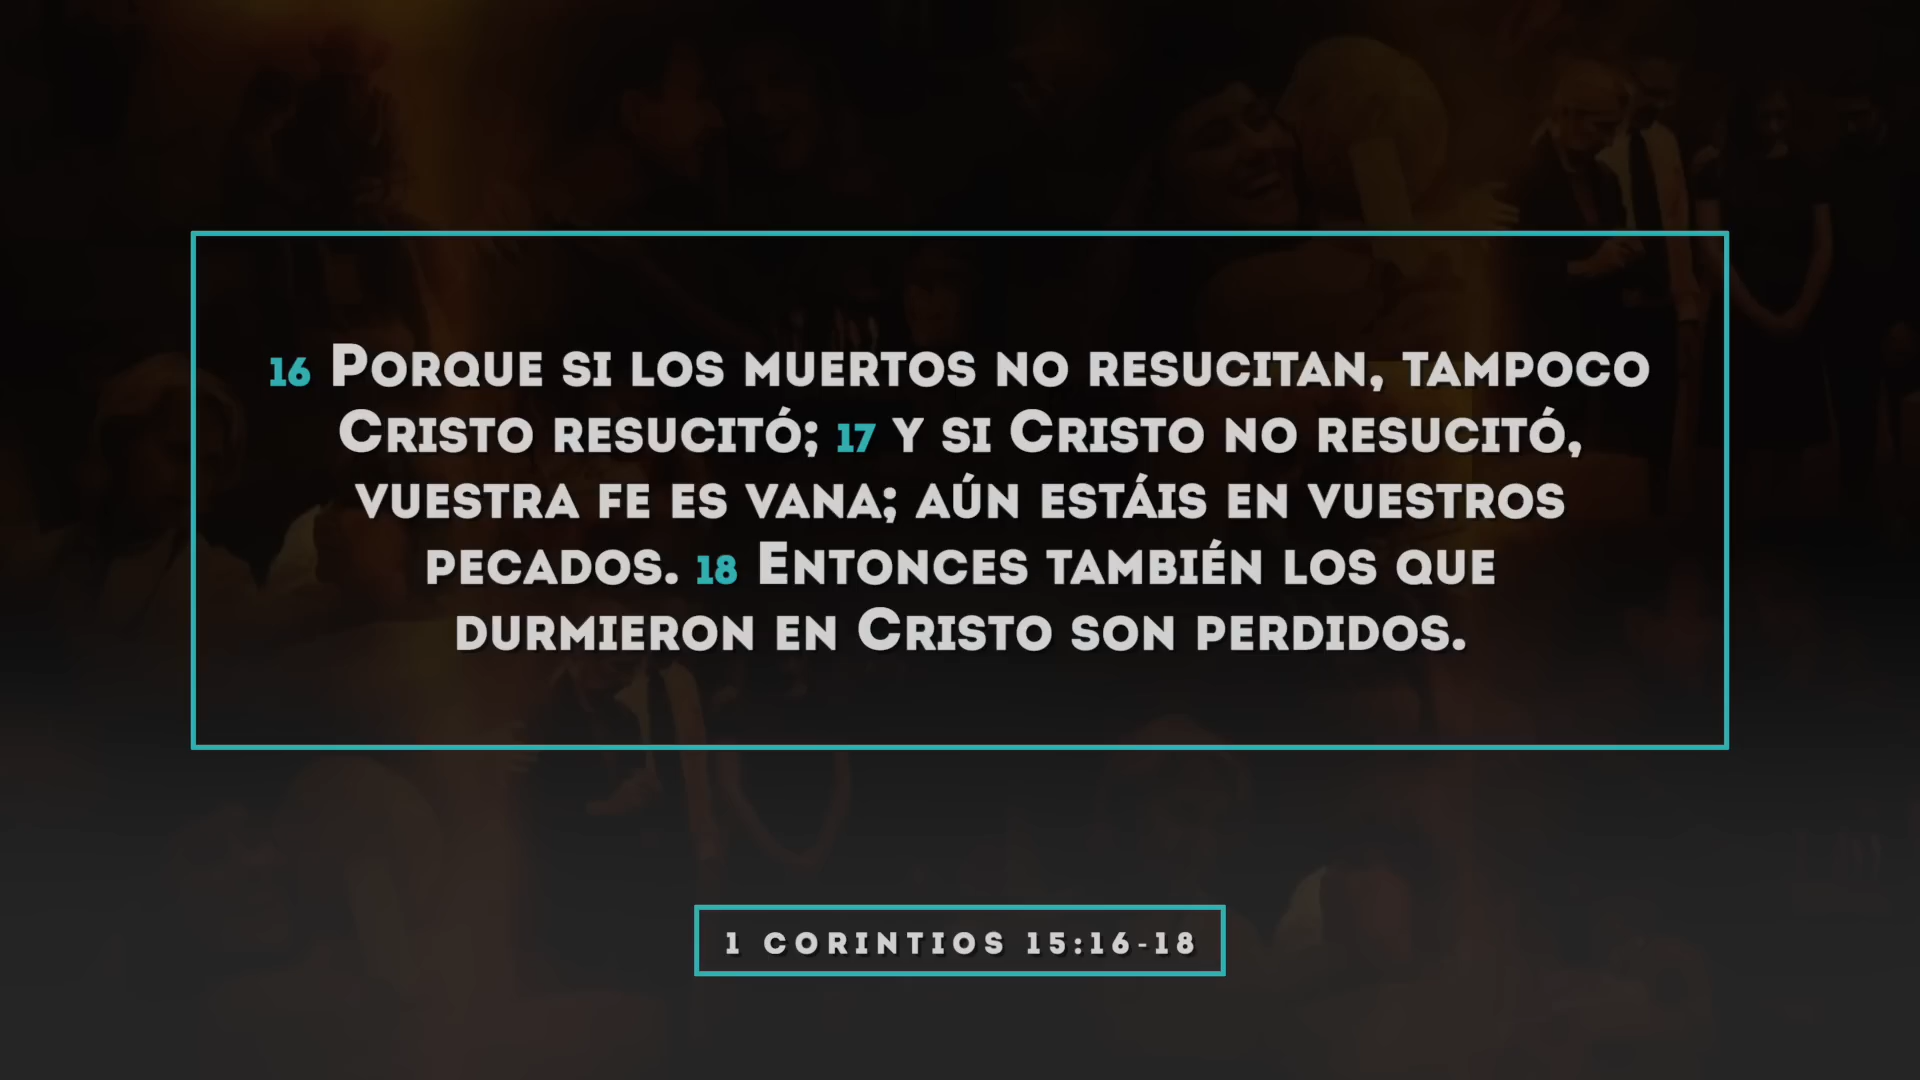 16 Porque si los muertos no resucitan, tampoco
Cristo resucitó; 17 y si Cristo no resucitó,
vuestra fe es vana; aún estáis en vuestros
pecados. 18 Entonces también los que
durmieron en Cristo son perdidos.
1 CORINTIOS 15:16-18